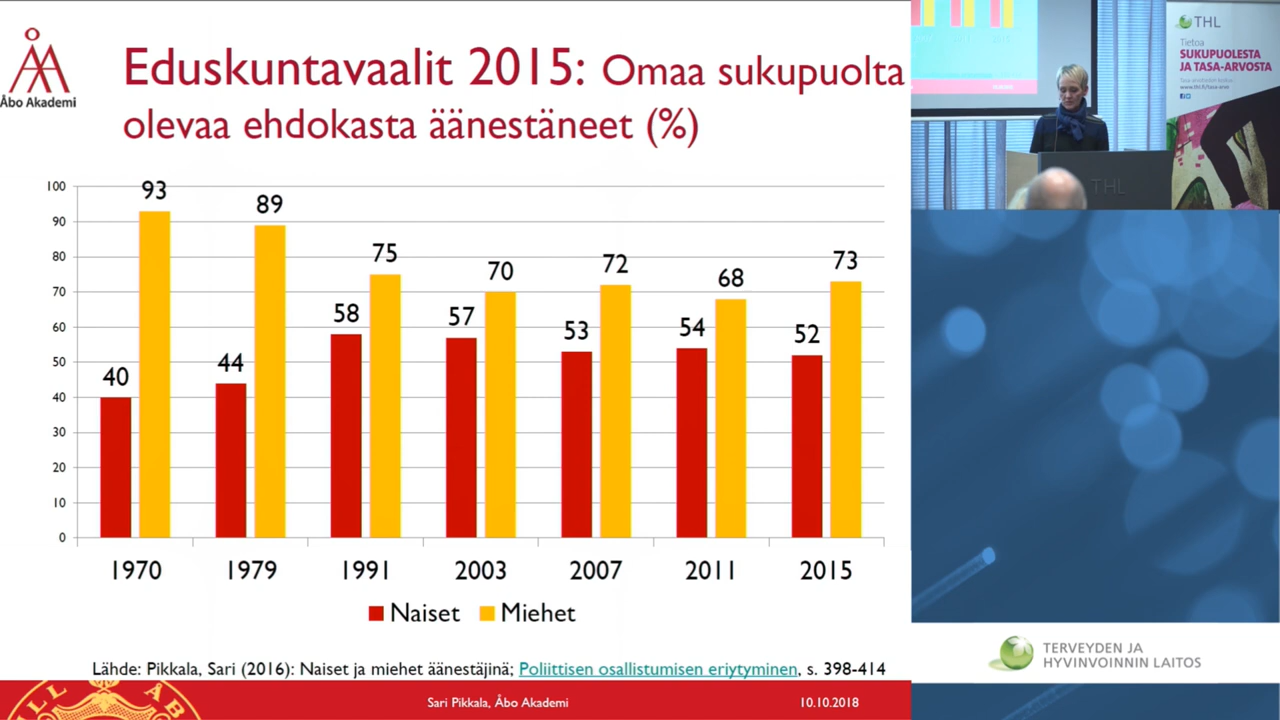 Åbo Akademi
Eduskuntavaalit 2015: Omaa sukupuolta
olevaa ehdokasta äänestäneet (%)
100
90
80
70
60
50
40
30
20
10
0
40
93
44
89
58
75
57
70
53
72
54
68
52
73
1970
1979
1991
2003
2007
2011
2015
Naiset
Miehet
Lähde: Pikkala, Sari (2016): Naiset ja miehet äänestäjinä; Poliittisen osallistumisen eriytyminen, s. 398-414
Sari Pikkala, Åbo Akademi
10.10.2018
THL
Tietoa
SUKUPUOLESTA
JA TASA-ARVOSTA
THL
TERVEYDEN JA
HYVINVOINNIN LAITOS